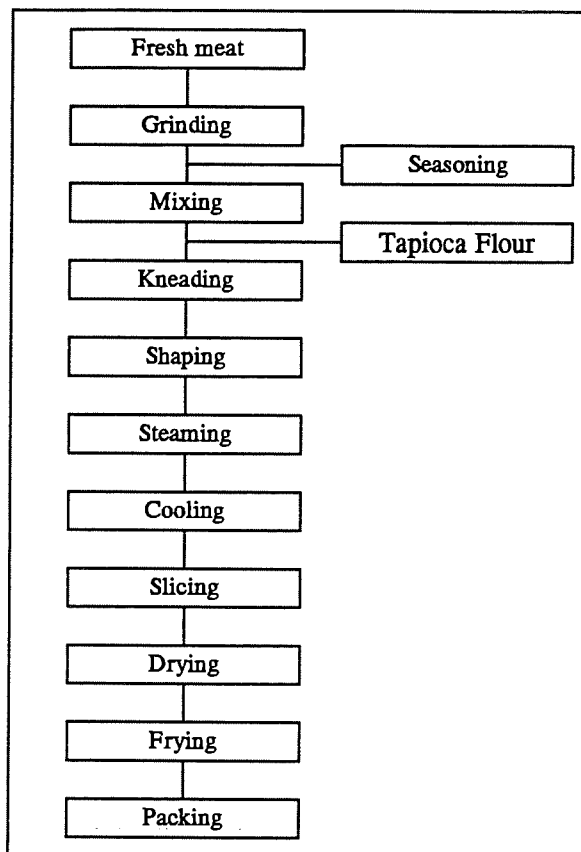 Fresh meat
Grinding
Seasoning
Mixing
Tapioca Flour
Kneading
Shaping
Steaming
Cooling
Slicing
Drying
Frying
Packing